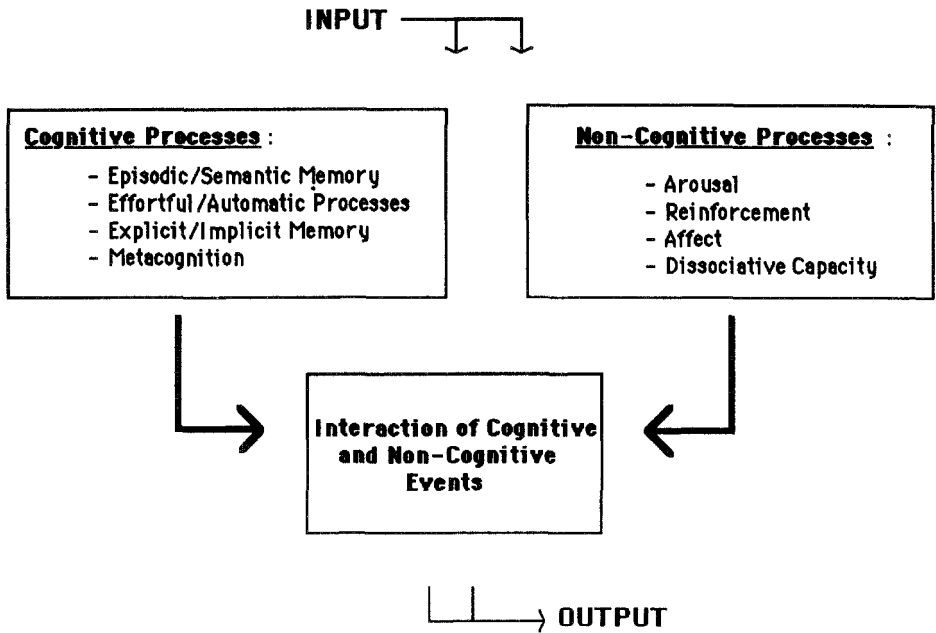 INPUT
Cognitive Processes :
- Episodic/Semantic Memory
- Effortful/Automatic Processes
- Explicit/Implicit Memory
- Metacognition
Non-Cognitive Processes :
- Arousal
- Reinforcement
- Affect
- Dissociative Capacity
Interaction of Cognitive
and Non-Cognitive
Events
OUTPUT